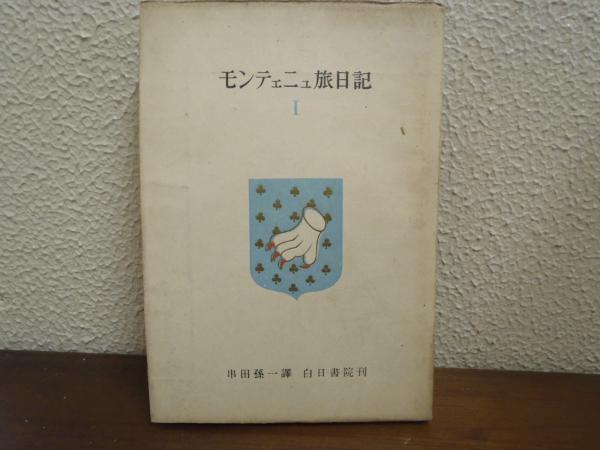 モンテェニュ旅日記
I
串田孫一譯 白日書院刊